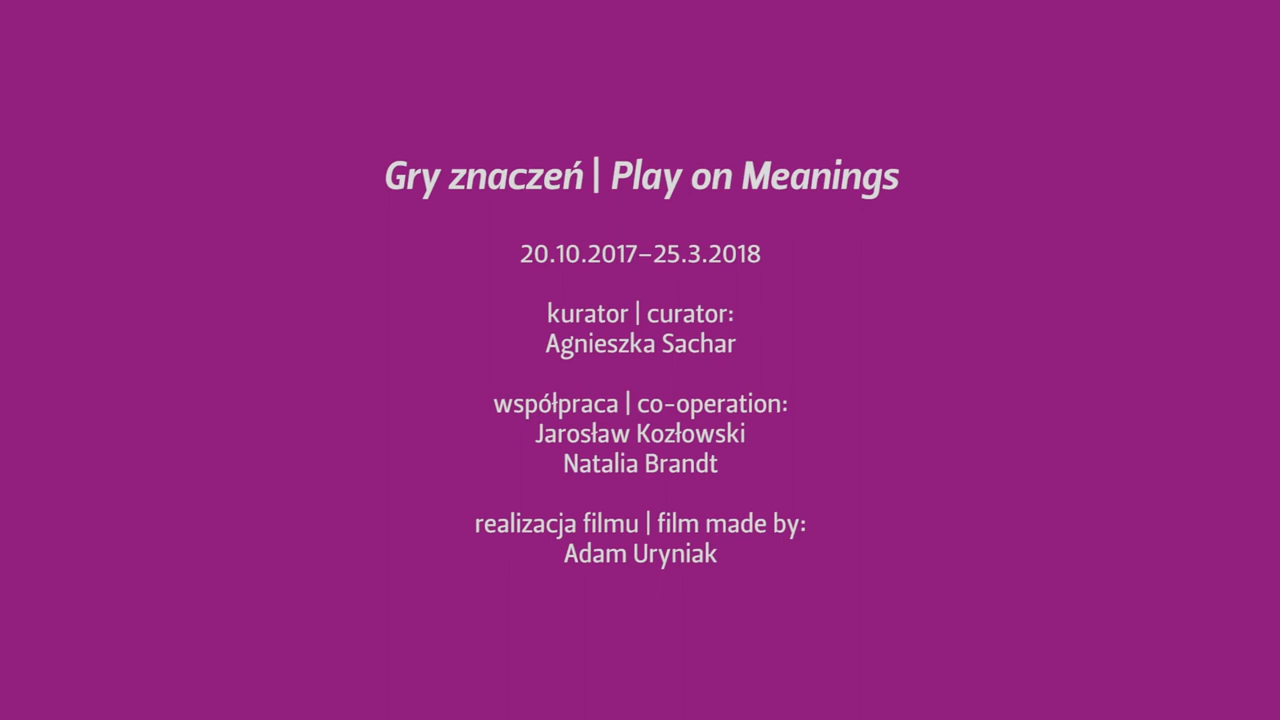 Gry znaczeń | Play on Meanings
20.10.2017–25.3.2018
kurator | curator:
Agnieszka Sachar
współpraca | co-operation:
Jarosław Kozłowski
Natalia Brandt
realizacja filmu | film made by:
Adam Uryniak